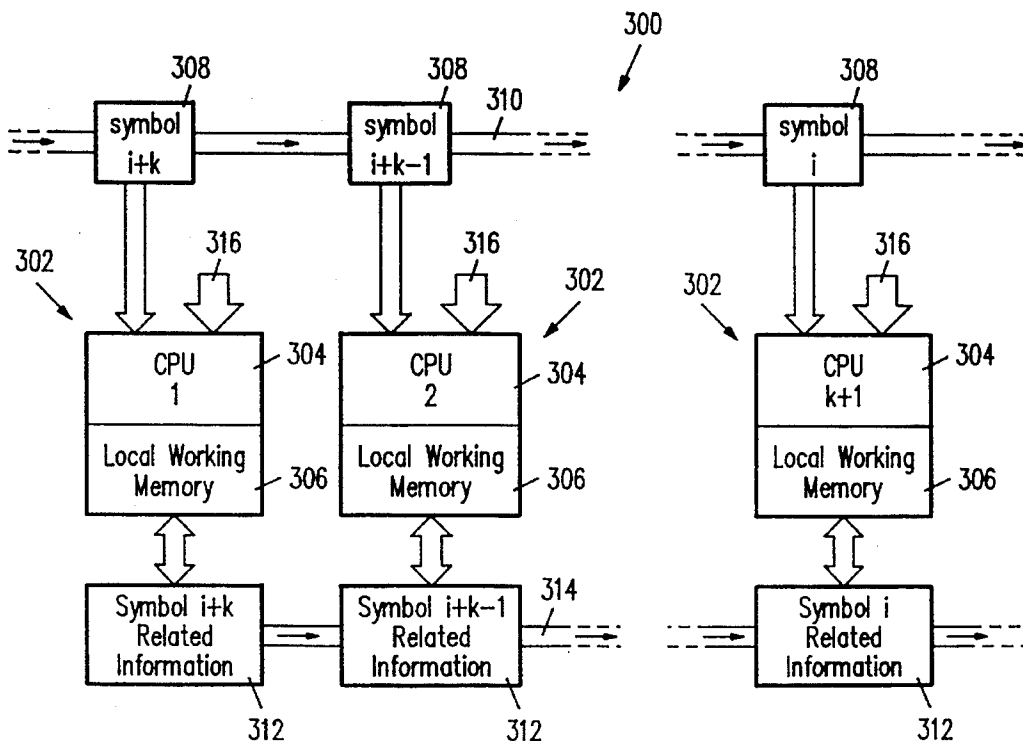 300
308
308
308
310
symbol
i+k
symbol
i+k-1
symbol
i
316
316
316
302
302
302
CPU
1
304
CPU
2
304
CPU
k+1
304
Local Working
Memory
306
Local Working
Memory
306
Local Working
Memory
306
Symbol i+k
Related
Information
Symbol i+k-1
Related
Information
314
Symbol i
Related
Information
312
312
312